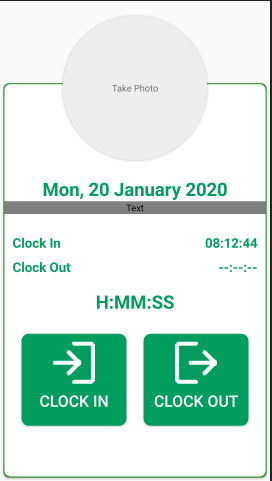 Take Photo
Mon, 20 January 2020
Text
Clock In 08:12:44
Clock Out --:--:--
H:MM:SS
CLOCK IN CLOCK OUT